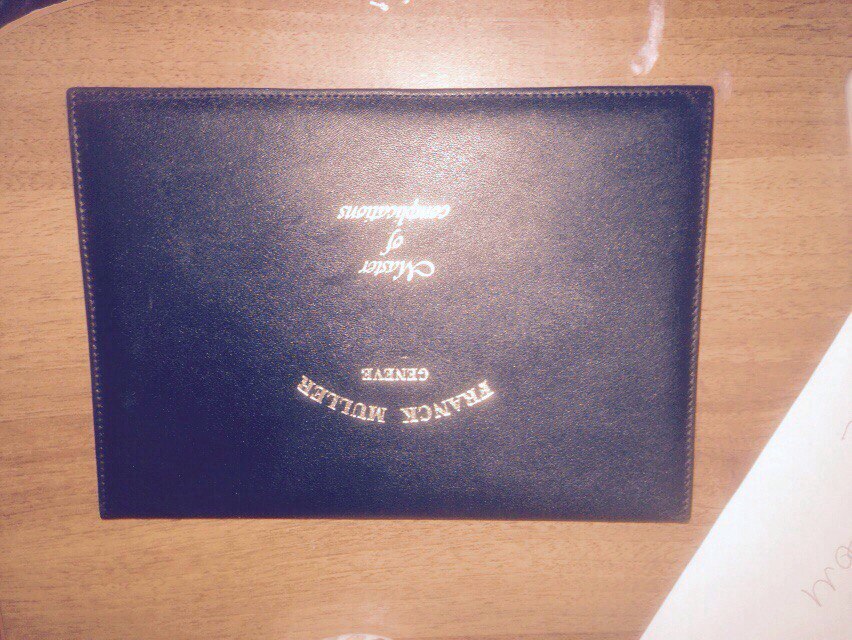 FRANCK MULLER
GENEVE
Master
of
complications